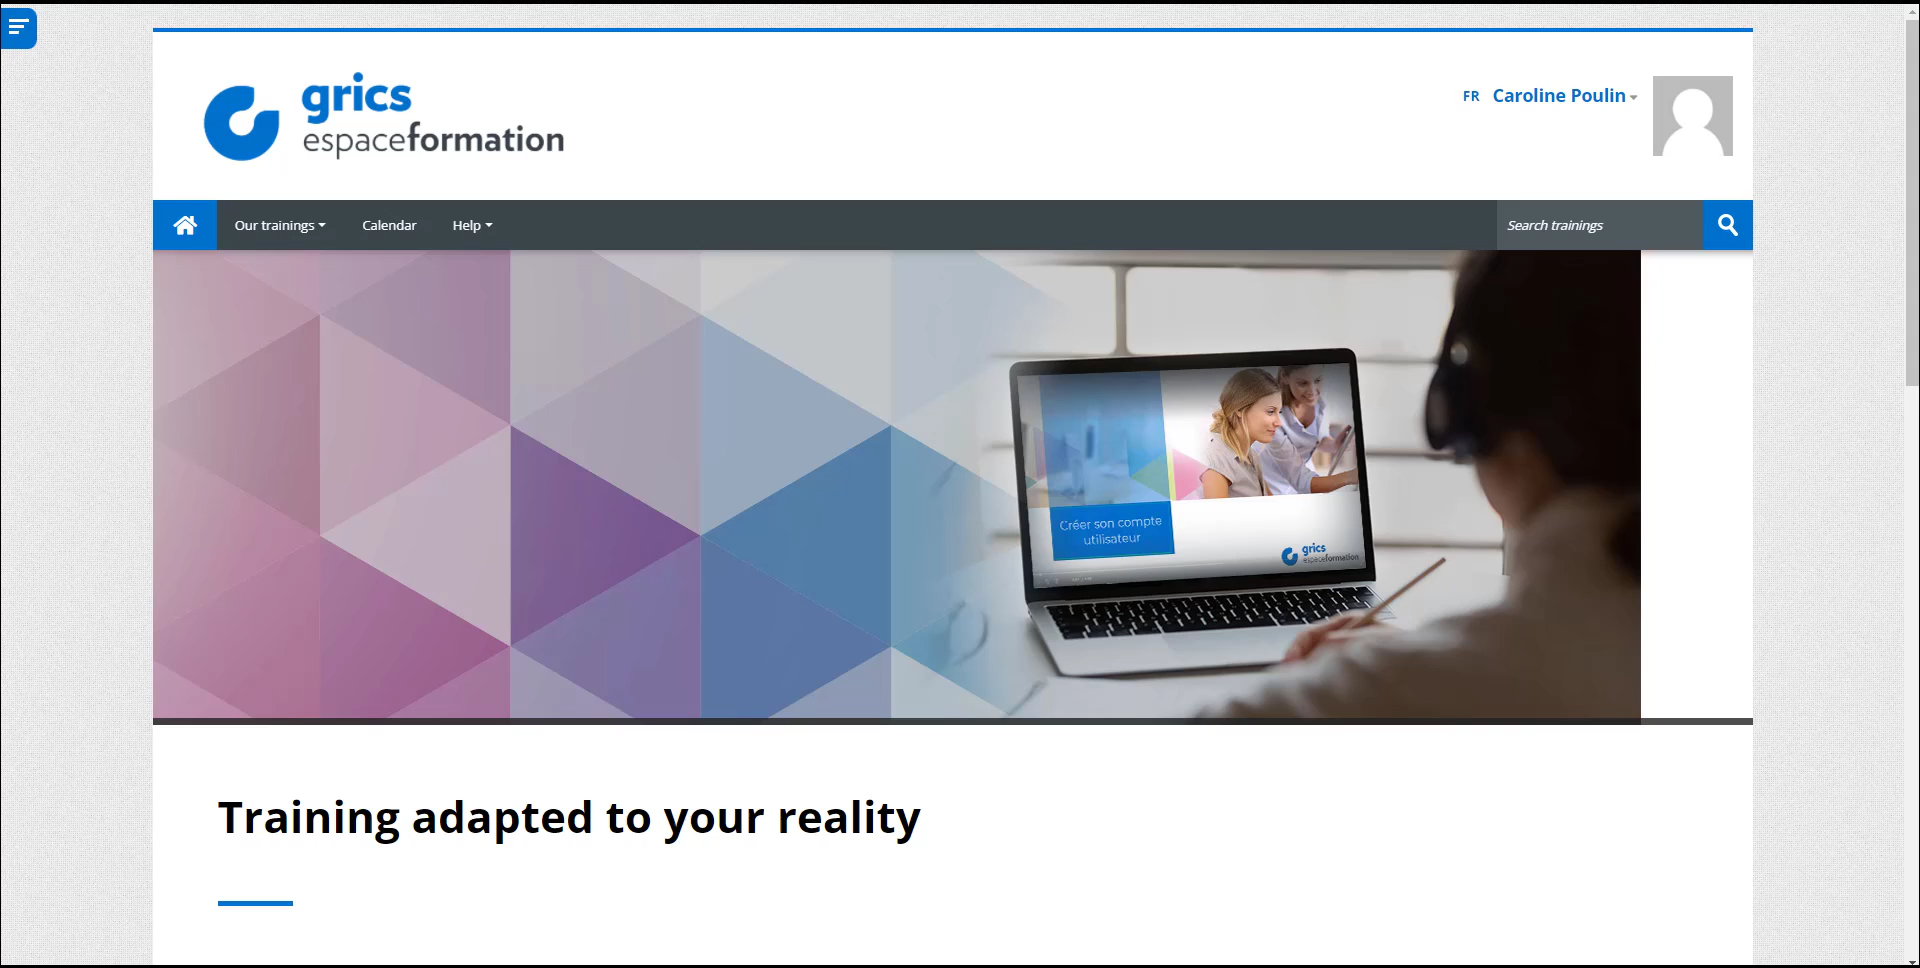 grics
espaceformation
FR Caroline Poulin
Our trainings Calendar Help Search trainings
Créer son compte
utilisateur
grics
espaceformation
Training adapted to your reality